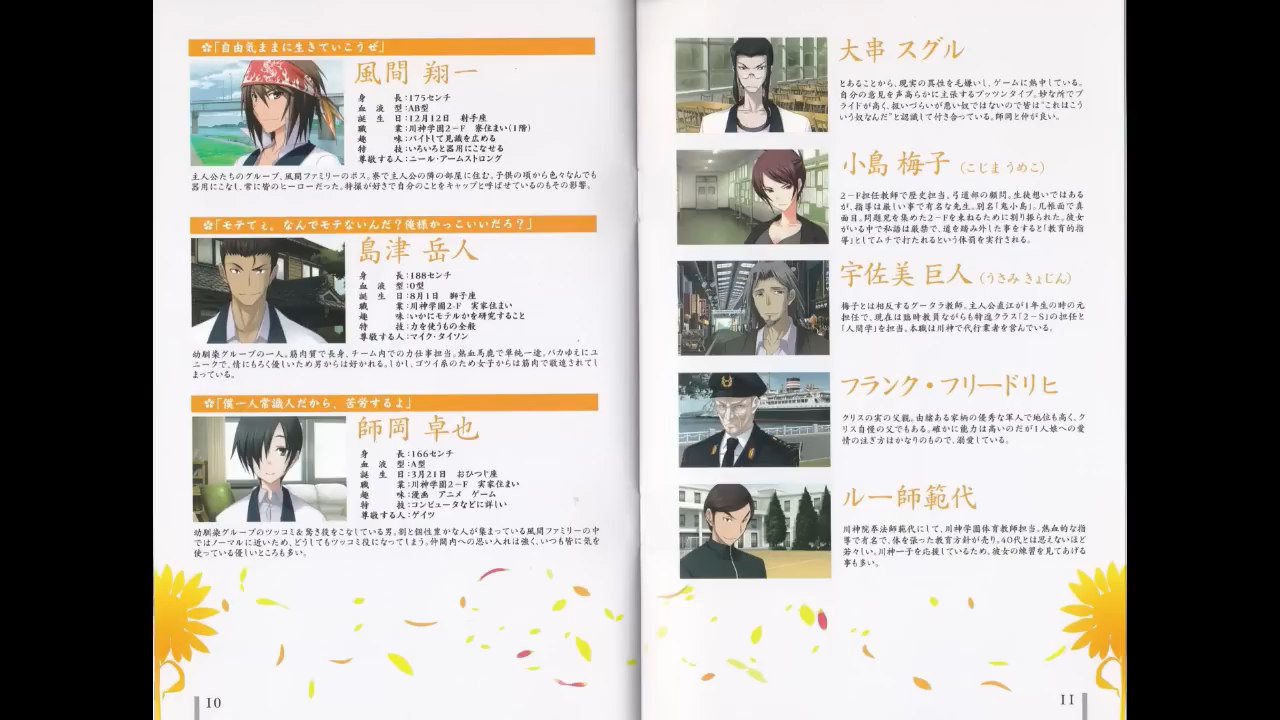 ✿「自由気ままに生きていこうぜ」
風間 翔一
身長:175センチ
血液型:AB型
誕生日:12月12日 射手座
職業:川神学園2-F 寮住まい(1階)
趣味:バイトして見識を広める
特技:いろいろと器用にこなせる
尊敬する人:ニール・アームストロング
主人公たちのグループ、風間ファミリーのボス。寮で主人公の隣の部屋に住む。子供の頃から色々なんでも
器用にこなし、常に皆のヒーローだった。特撮が好きで自分のことをキャップと呼ばせているのもその影響。
✿「モテてぇ。なんでモテないんだ？俺様かっこいいだろ？」
島津 岳人
身長:188センチ
血液型:O型
誕生日:8月1日 獅子座
職業:川神学園2-F 実家住まい
趣味:いかにモテルかを研究すること
特技:力を使うもの全般
尊敬する人:マイク・タイソン
幼馴染グループの一人。筋肉質で長身、チーム内での力仕事担当。熱血馬鹿で単純一途。バカゆえにユ
ニークで、情にもろく優しいため男からは好かれる。しかし、ゴツイ系のため女子からは筋肉で敬遠されてし
まっている。
✿「僕一人常識人だから、苦労するよ」
師岡 卓也
身長:166センチ
血液型:A型
誕生日:3月21日 おひつじ座
職業:川神学園2-F 実家住まい
趣味:漫画 アニメ ゲーム
特技:コンピュータなどに詳しい
尊敬する人:ゲイツ
幼馴染グループのツッコミ&驚き役をこなしている男。割と個性豊かな人が集まっている風間ファミリーの中
ではノーマルに近いため、どうしてもツッコミ役になってしまう。仲間内への思い入れは強く、いつも皆に気を
使っている優しいところも多い。
10
大串 スグル
とあることから、現実の異性を毛嫌いし、ゲームに熱中している。
自分の意見を声高らかに主張するブッツンタイプ。妙な所でプ
ライドが高く、扱いづらいが悪い奴ではないので皆は“これはこう
いう奴なんだ”と認識して付き合っている。師岡と仲が良い。
小島 梅子(こじま うめこ)
2-F担任教師で歴史担当。弓道部の顧問。生徒想いではある
が、指導は厳しい事で有名な先生。別名「鬼小島」。几帳面で真
面目。問題児を集めた2-Fを束ねるために割り振られた。彼女
がいる中で私語は厳禁で、道を踏み外した事をすると「教育的指
導」としてムチで打たれるという体罰を実行される。
宇佐美 巨人(うさみ きょじん)
梅子とは相反するグータラ教師。主人公直江が1年生の時の元
担任で、現在は臨時教員ながらも特進クラス「2-S」の担任と
「人間学」を担当。本職は川神で代行業者を営んでいる。
フランク・フリードリヒ
クリスの実の父親。由緒ある家柄の優秀な軍人で地位も高く、ク
リス自慢の父でもある。確かに能力は高いのだが1人娘への愛
情の注ぎ方はかなりのもので、溺愛している。
ルー師範代
川神院拳法師範代にして、川神学園体育教師担当。熱血的な指
導で有名で、体を張った教育方針が売り。40代とは思えないほど
若々しい。川神一子を応援しているため、彼女の練習を見てあげる
事も多い。
11